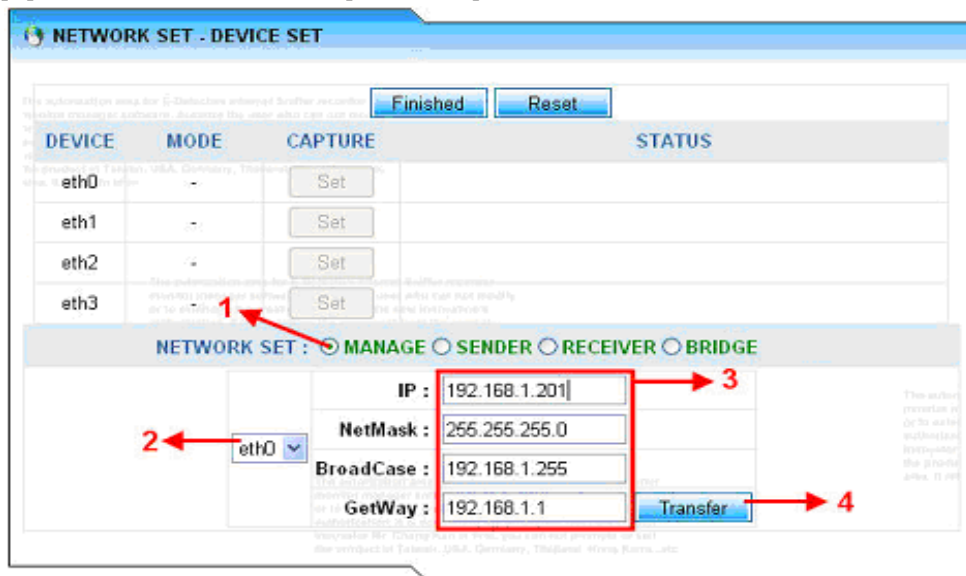 NETWORK SET - DEVICE SET
Finished Reset
DEVICE MODE CAPTURE STATUS
eth0 - Set
eth1 - Set
eth2 - Set
eth3 - Set
1
NETWORK SET : MANAGE SENDER RECEIVER BRIDGE
IP : 192.168.1.201 3
NetMask : 255.255.255.0
2 eth0
BroadCase : 192.168.1.255
GetWay : 192.168.1.1 Transfer 4